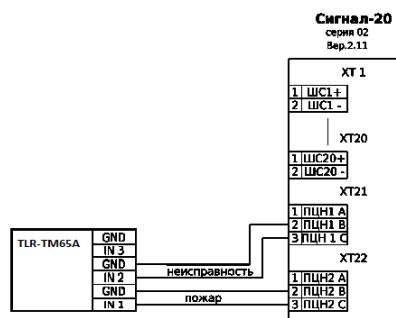 Сигнал-20
серия 02
Вер.2.11
XT 1
1 ШС1+
2 ШС1 -
XT20
1 ШС20+
2 ШС20 -
XT21
1 ПЦН1 А
2 ПЦН1 В
3 ПЦН 1 С
XT22
1 ПЦН2 А
2 ПЦН2 В
3 ПЦН2 С
TLR-TM65A
GND
IN 3
GND
IN 2
GND
IN 1
неисправность
пожар